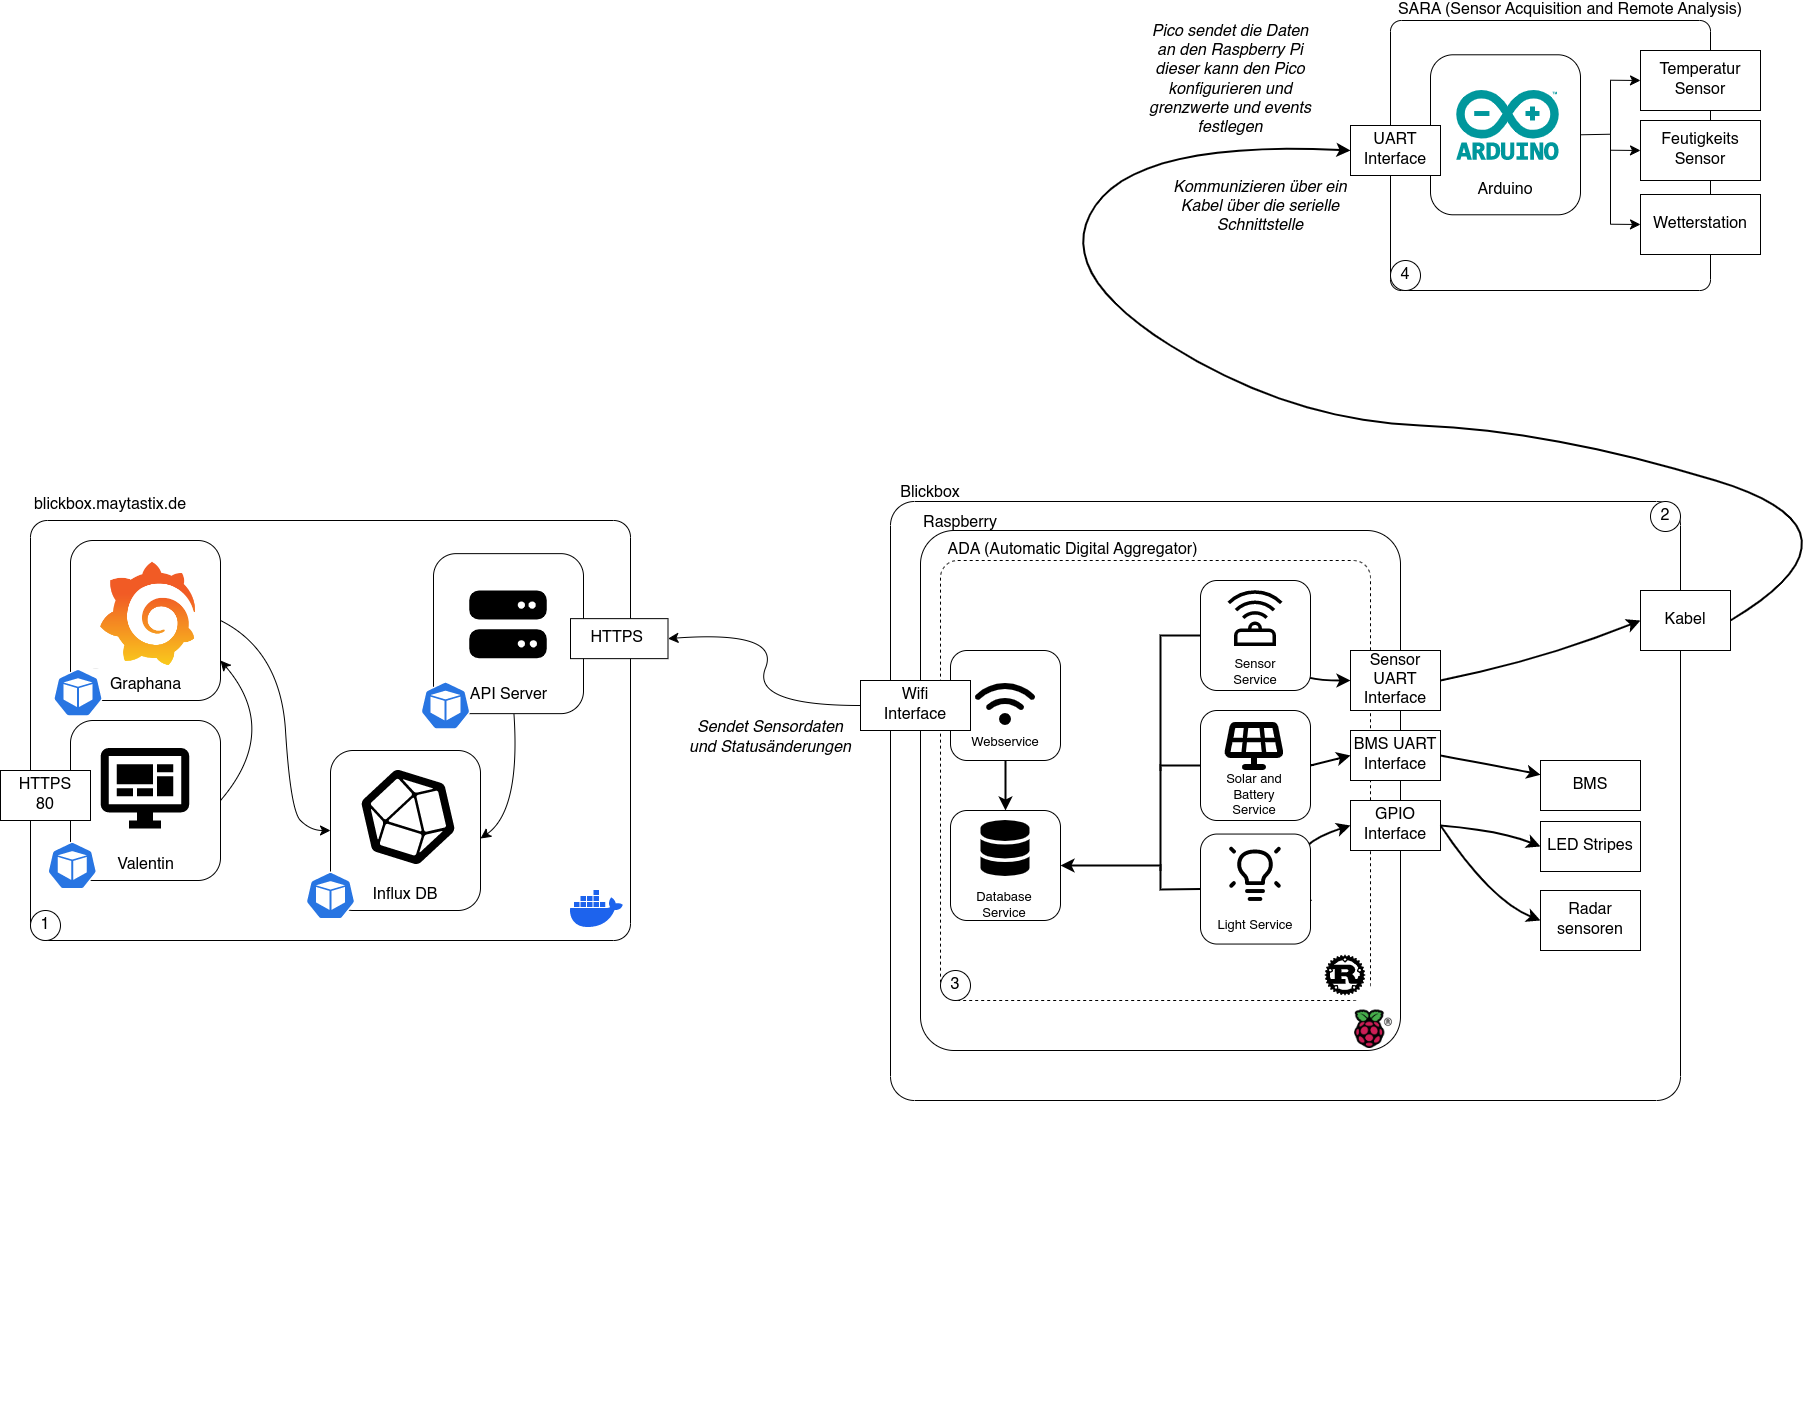 SARA (Sensor Acquisition and Remote Analysis)
Pico sendet die Daten
an den Raspberry Pi
dieser kann den Pico
konfigurieren und
grenzwerte und events
festlegen
UART
Interface
Kommunizieren über ein
Kabel über die serielle
Schnittstelle
ARDUINO
™
Arduino
Temperatur
Sensor
Feutigkeits
Sensor
Wetterstation
4
blickbox.maytastix.de
Graphana
API Server
HTTPS
HTTPS
80
Valentin
Influx DB
1
Sendet Sensordaten
und Statusänderungen
Blickbox
2
Raspberry
ADA (Automatic Digital Aggregator)
Wifi
Interface
Webservice
Database
Service
Sensor
Service
Solar and
Battery
Service
Light Service
Sensor
UART
Interface
BMS UART
Interface
GPIO
Interface
Kabel
BMS
LED Stripes
Radar
sensoren
3
R
®